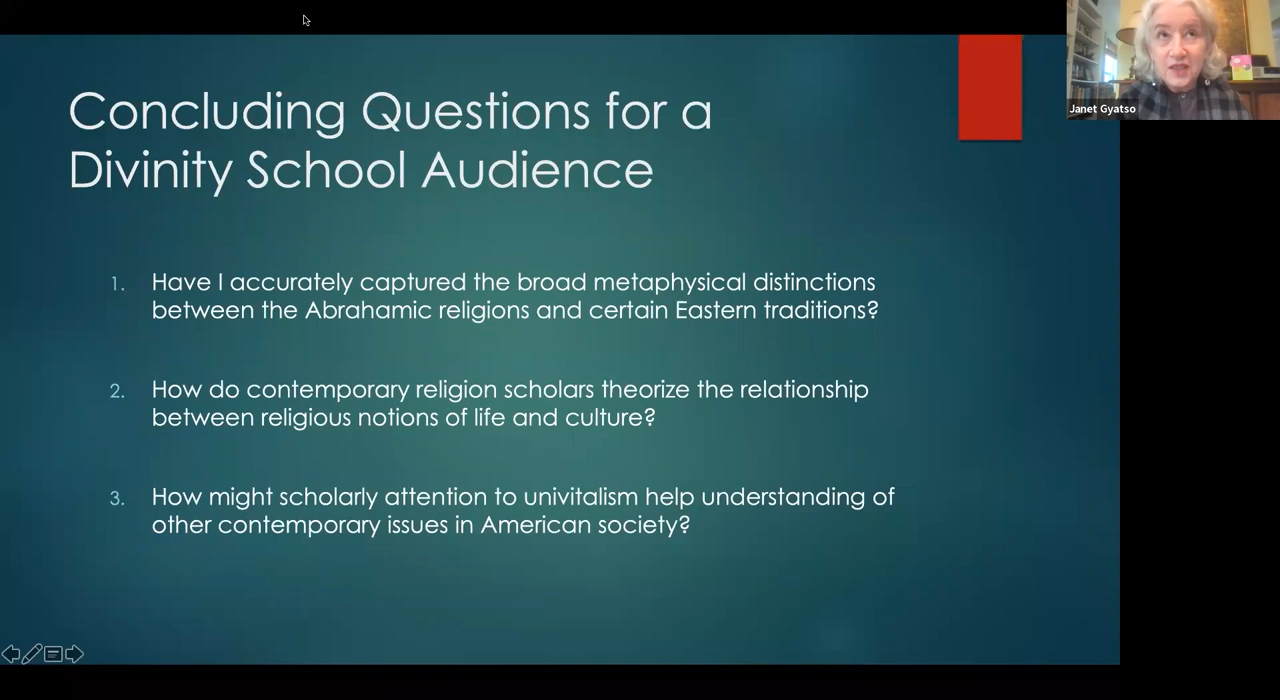 Concluding Questions for a
Divinity School Audience
1. Have I accurately captured the broad metaphysical distinctions
between the Abrahamic religions and certain Eastern traditions?
2. How do contemporary religion scholars theorize the relationship
between religious notions of life and culture?
3. How might scholarly attention to univitalism help understanding of
other contemporary issues in American society?
Janet Gyatso